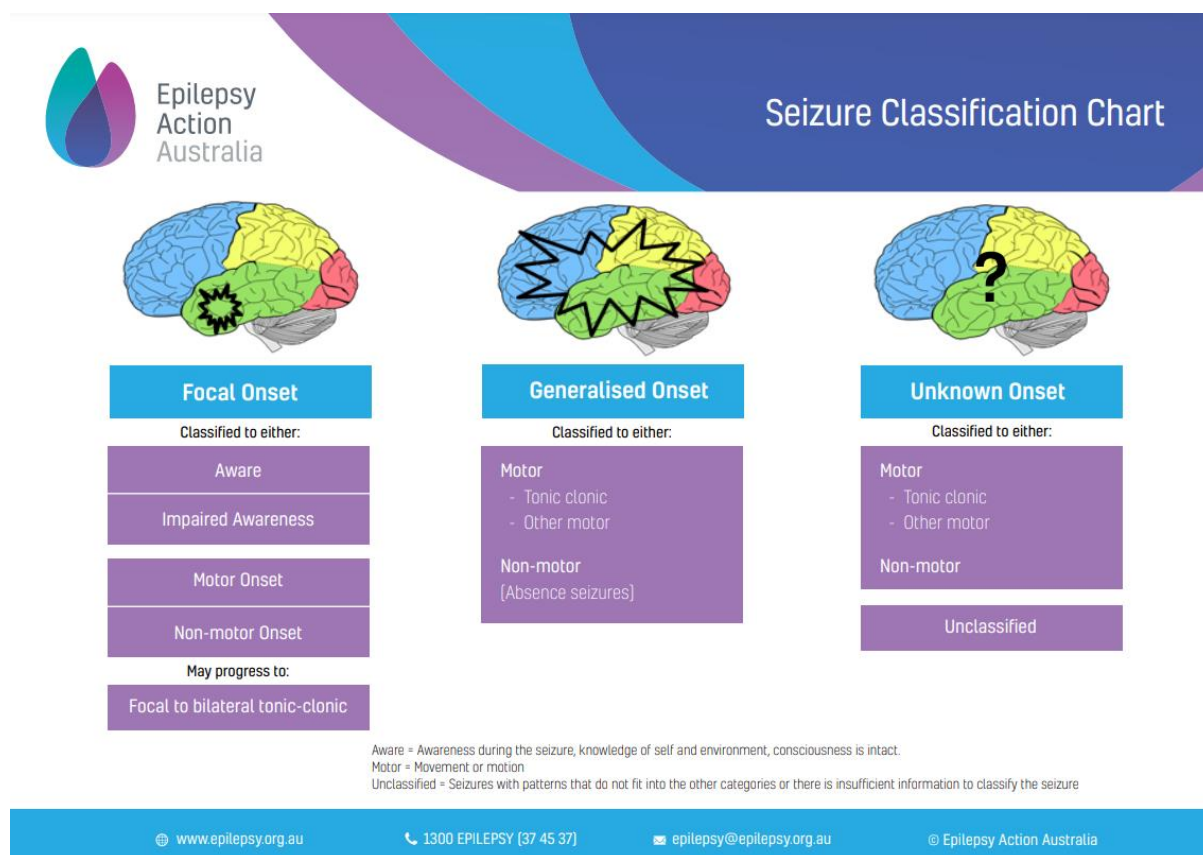 Epilepsy
Action
Australia
Seizure Classification Chart
Focal Onset
Classified to either:
Aware
Impaired Awareness
Motor Onset
Non-motor Onset
May progress to:
Focal to bilateral tonic-clonic
Generalised Onset
Classified to either:
Motor
- Tonic clonic
- Other motor
Non-motor
(Absence seizures)
?
Unknown Onset
Classified to either:
Motor
- Tonic clonic
- Other motor
Non-motor
Unclassified
Aware = Awareness during the seizure, knowledge of self and environment, consciousness is intact.
Motor = Movement or motion
Unclassified = Seizures with patterns that do not fit into the other categories or there is insufficient information to classify the seizure
www.epilepsy.org.au
1300 EPILEPSY (37 45 37)
epilepsy@epilepsy.org.au
© Epilepsy Action Australia